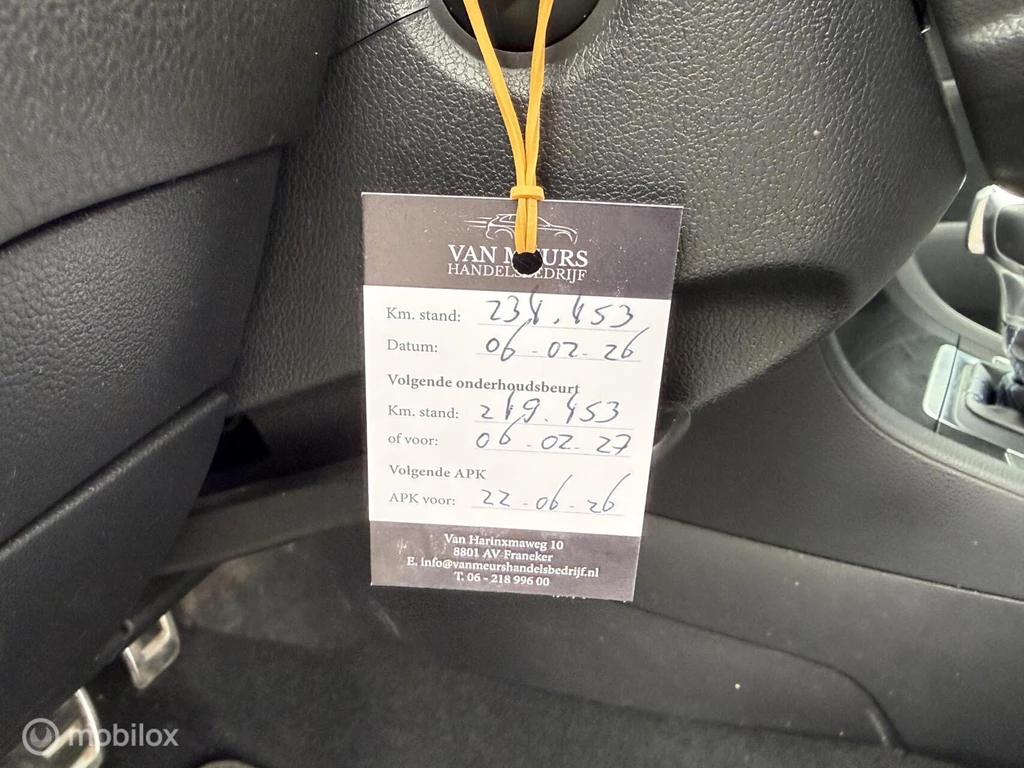 VAN MEURS
HANDELSBEDRIJF
Km. stand: 234.453
Datum: 06-02-26
Volgende onderhoudsbeurt
Km. stand: 249.453
of voor: 06-02-27
Volgende APK
APK voor: 22-06-26
Van Harinxmaweg 10
8801 AV Franeker
E. info@vanmeurshandelsbedrijf.nl
T. 06 - 218 996 00
mobilox